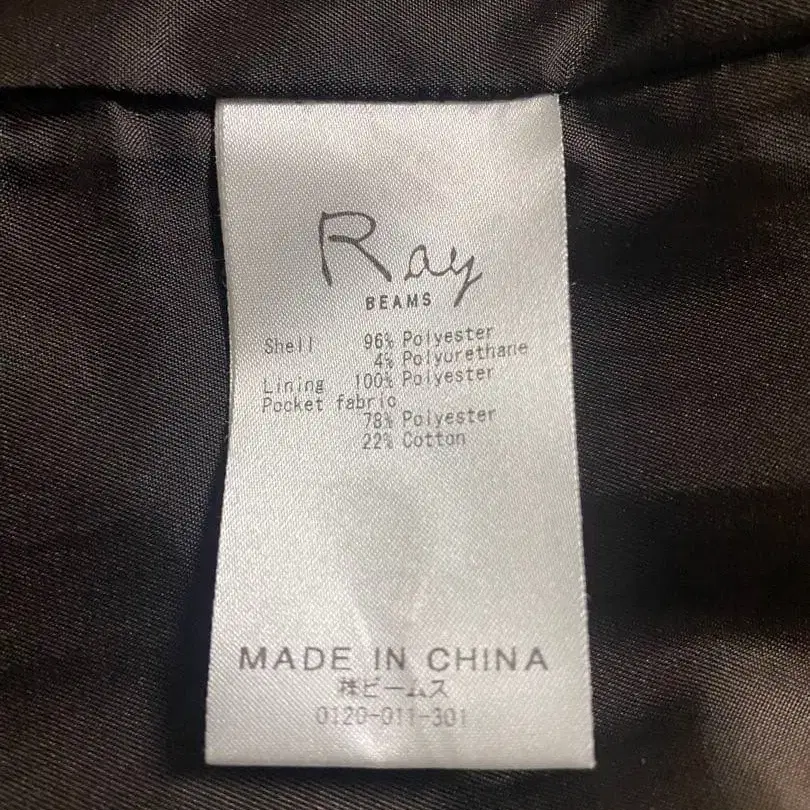 Ray
BEAMS
Shell 96% Polyester
4% Polyurethane
Lining 100% Polyester
Pocket fabric
78% Polyester
22% Cotton
MADE IN CHINA
㈱ビームス
0120-011-301